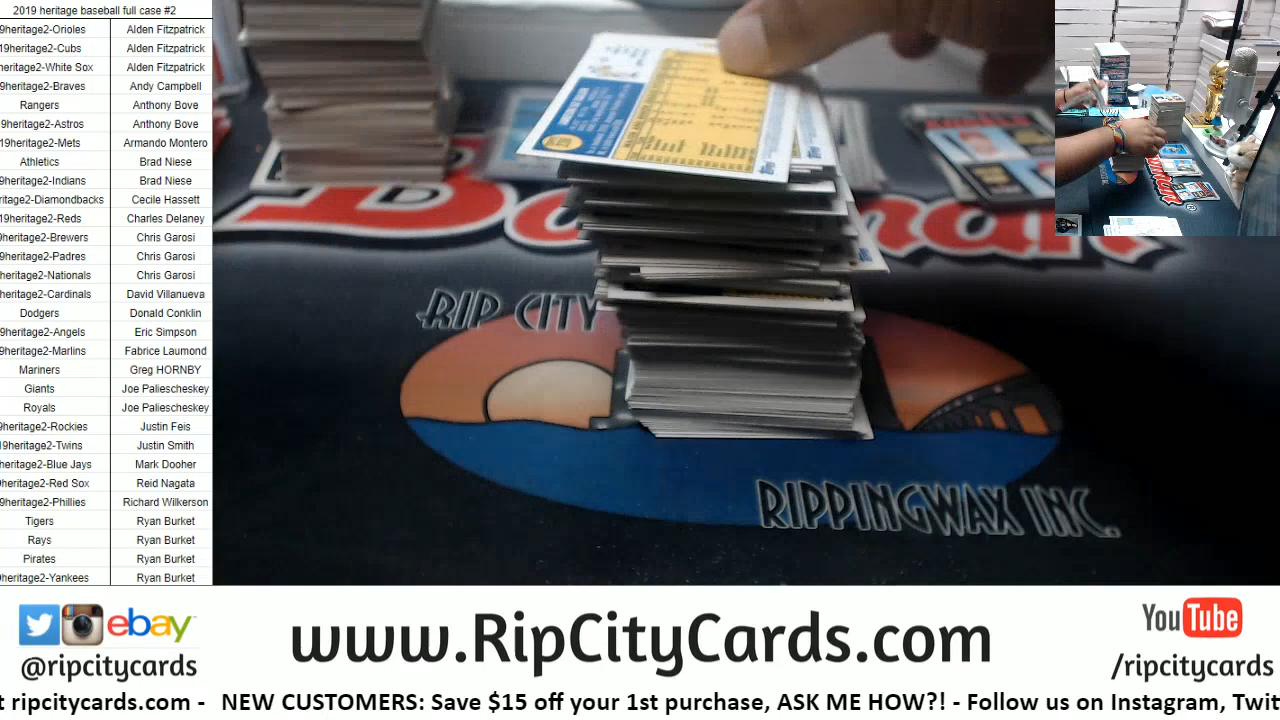 2019 heritage baseball full case #2
9heritage2-Orioles Alden Fitzpatrick
19heritage2-Cubs Alden Fitzpatrick
heritage2-White Sox Alden Fitzpatrick
9heritage2-Braves Andy Campbell
Rangers Anthony Bove
9heritage2-Astros Anthony Bove
19heritage2-Mets Armando Montero
Athletics Brad Niese
9heritage2-Indians Brad Niese
ritage2-Diamondbacks Cecile Hassett
19heritage2-Reds Charles Delaney
9heritage2-Brewers Chris Garosi
9heritage2-Padres Chris Garosi
heritage2-Nationals Chris Garosi
heritage2-Cardinals David Villanueva
Dodgers Donald Conklin
9heritage2-Angels Eric Simpson
9heritage2-Marlins Fabrice Laumond
Mariners Greg HORNBY
Giants Joe Paliescheskey
Royals Joe Paliescheskey
9heritage2-Rockies Justin Feis
19heritage2-Twins Justin Smith
heritage2-Blue Jays Mark Dooher
9heritage2-Red Sox Reid Nagata
9heritage2-Phillies Richard Wilkerson
Tigers Ryan Burket
Rays Ryan Burket
Pirates Ryan Burket
9heritage2-Yankees Ryan Burket
RIP CITY
RIPPINGWAX INC.
ebay
@ripcitycards
www.RipCityCards.com
YouTube
/ripcitycards
t ripcitycards.com - NEW CUSTOMERS: Save $15 off your 1st purchase, ASK ME HOW?! - Follow us on Instagram, Twit